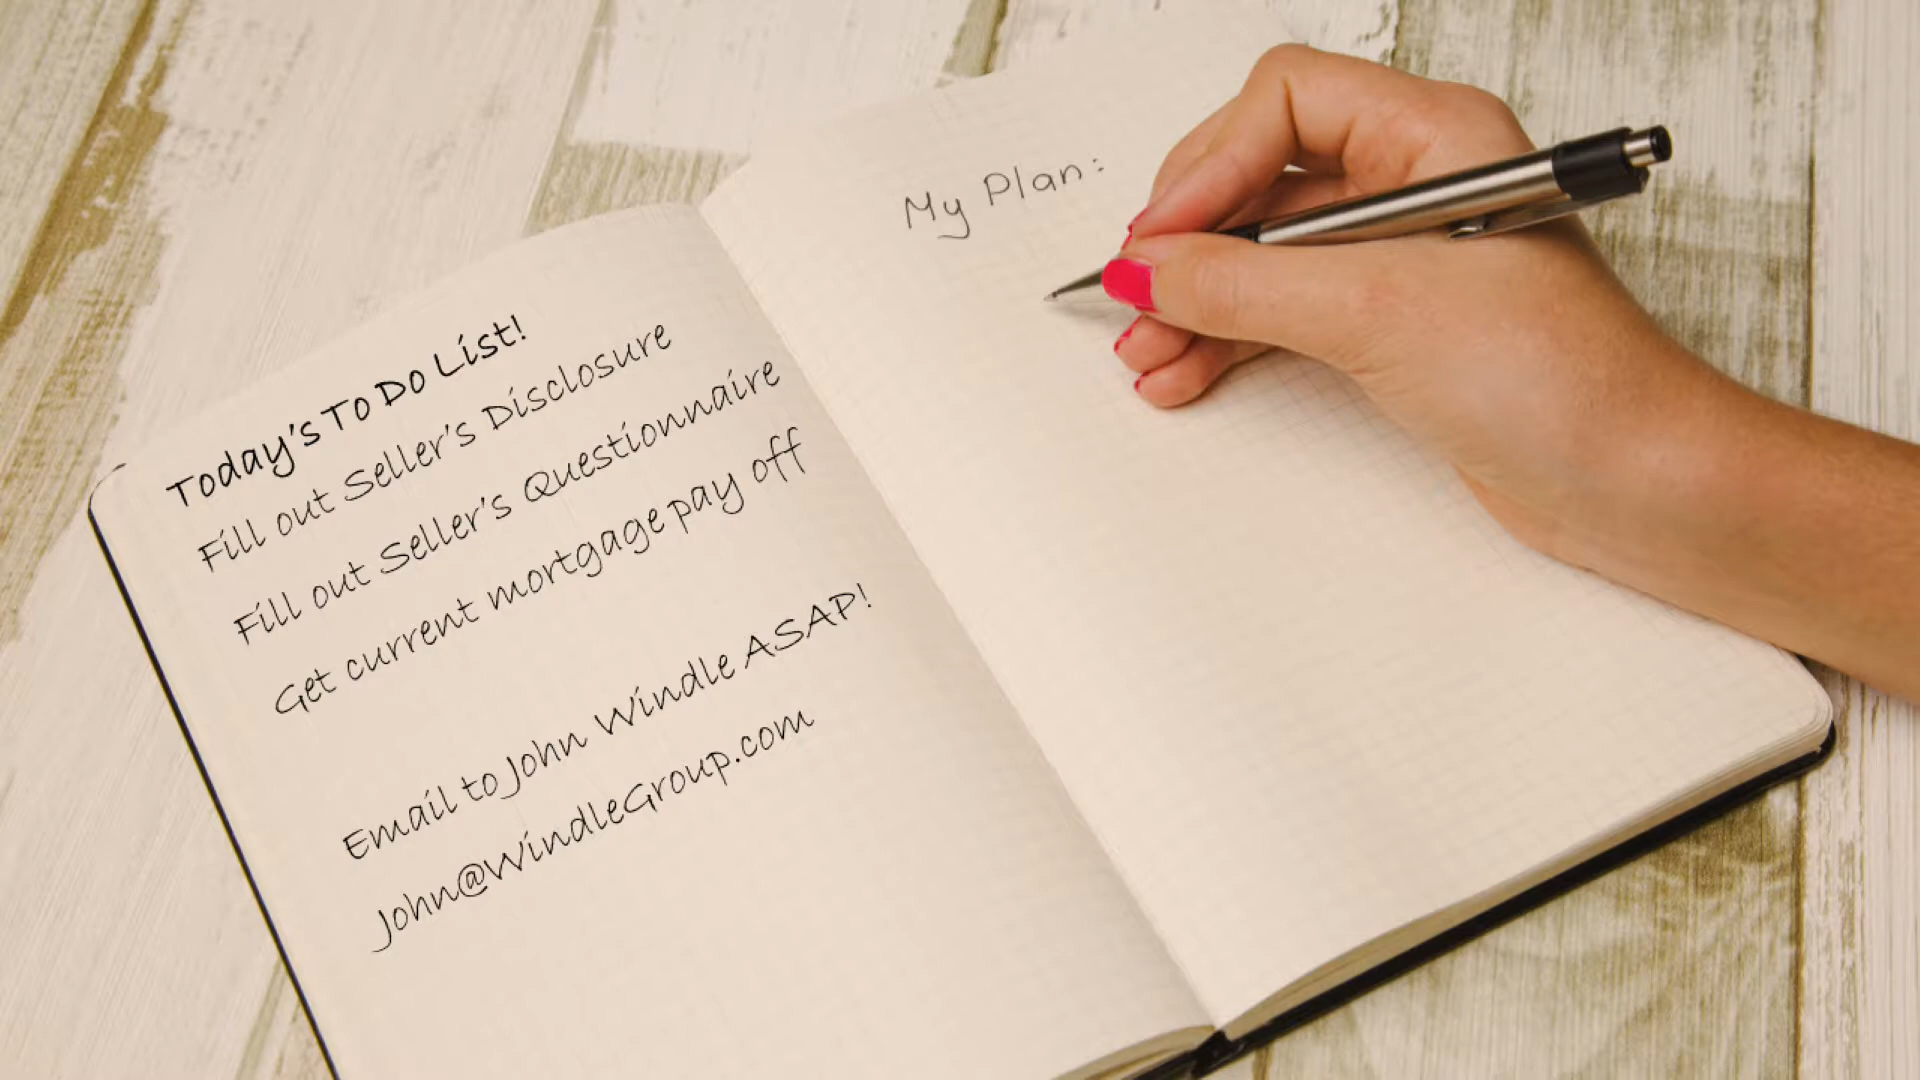 Today's To Do List!
Fill out Seller's Disclosure
Fill out Seller's Questionnaire
Get current mortgage pay off
Email to John Windle ASAP!
John@WindleGroup.com
My Plan: